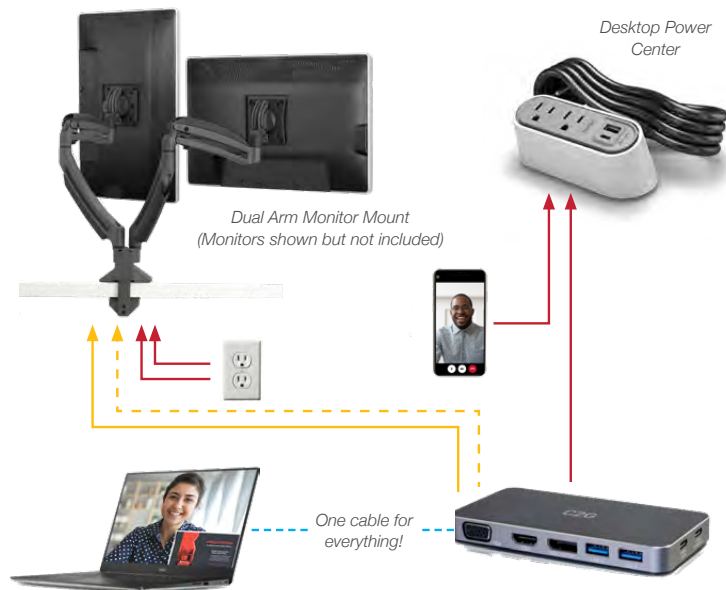 Desktop Power
Center
Dual Arm Monitor Mount
(Monitors shown but not included)
One cable for
everything!
C2G